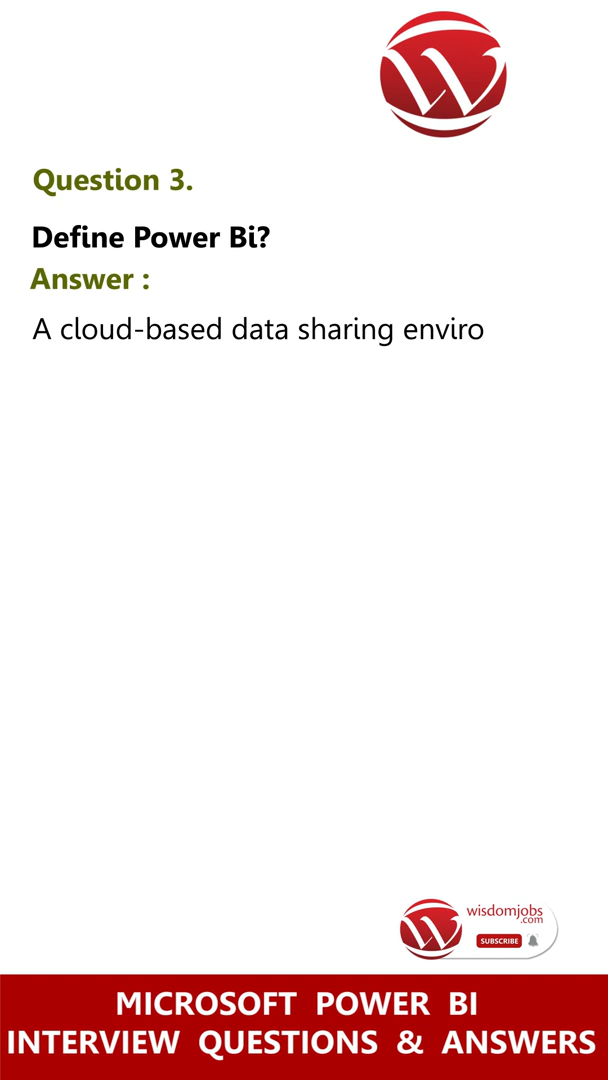 W
Question 3.
Define Power Bi?
Answer :
A cloud-based data sharing enviro
W
wisdomjobs
.com
SUBSCRIBE
MICROSOFT POWER BI
INTERVIEW QUESTIONS & ANSWERS